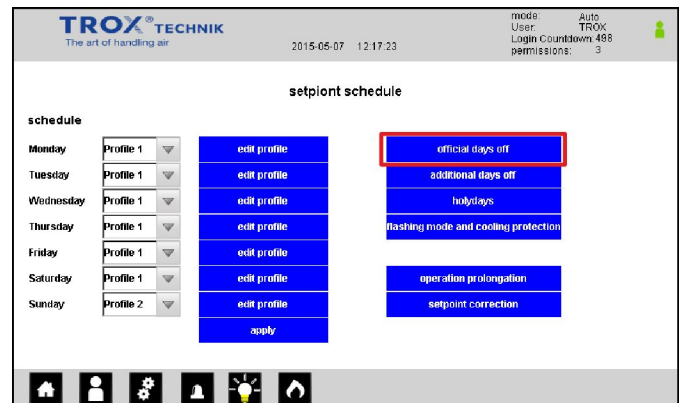 TROX® TECHNIK
The art of handling air
2015-05-07 12:17:23
mode: Auto
User: TROX
Login Countdown: 498
permissions: 3
setpiont schedule
schedule
Monday Profile 1 edit profile official days off
Tuesday Profile 1 edit profile additional days off
Wednesday Profile 1 edit profile holydays
Thursday Profile 1 edit profile flashing mode and cooling protection
Friday Profile 1 edit profile
Saturday Profile 1 edit profile operation prolongation
Sunday Profile 2 edit profile setpoint correction
apply